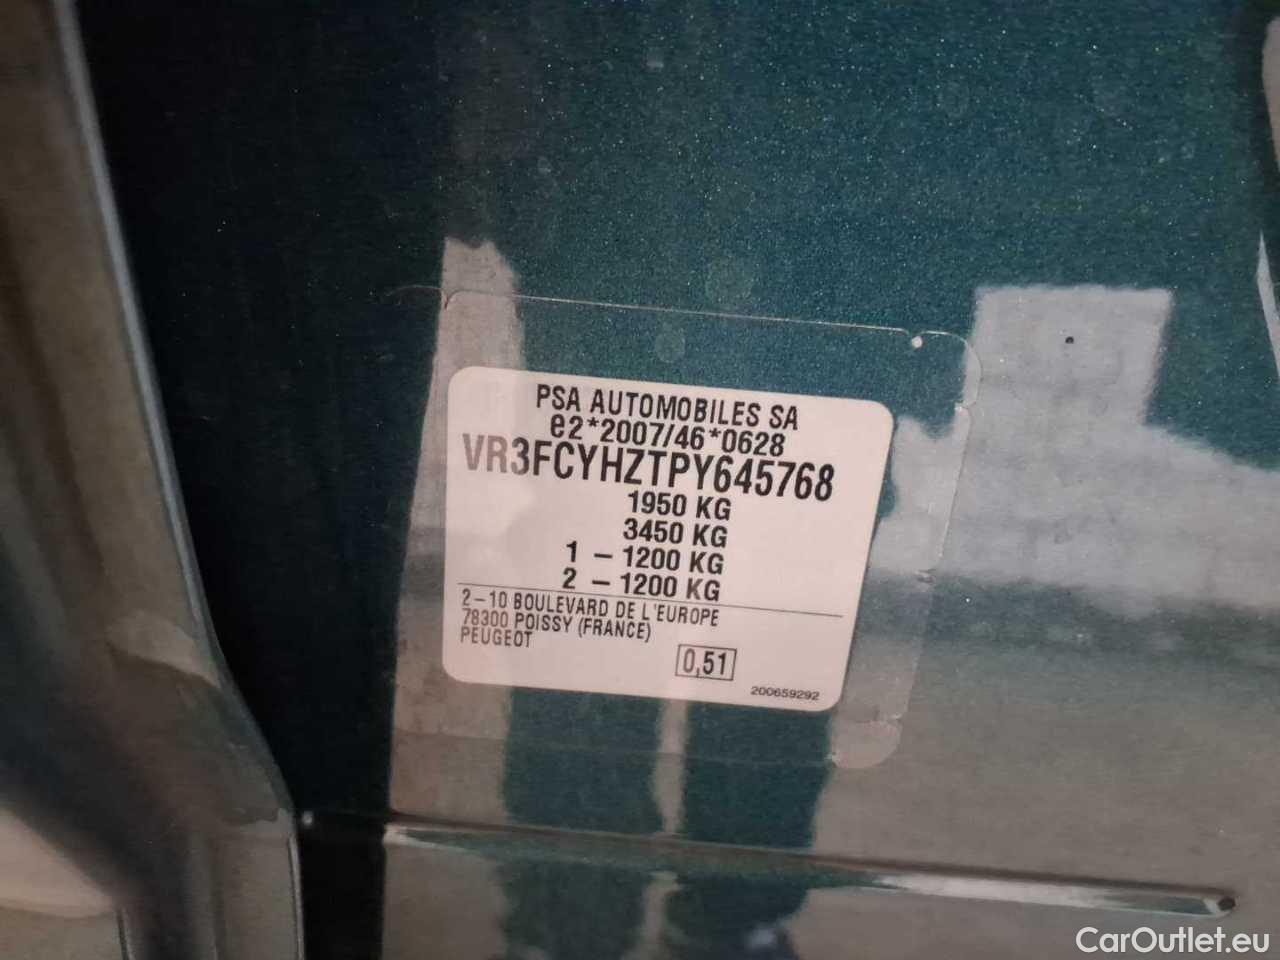 PSA AUTOMOBILES SA
e2*2007/46*0628
VR3FCYHZTPY645768
1950 KG
3450 KG
1 – 1200 KG
2 – 1200 KG
2–10 BOULEVARD DE L'EUROPE
78300 POISSY (FRANCE)
PEUGEOT
0,51
200659292
CarOutlet.eu